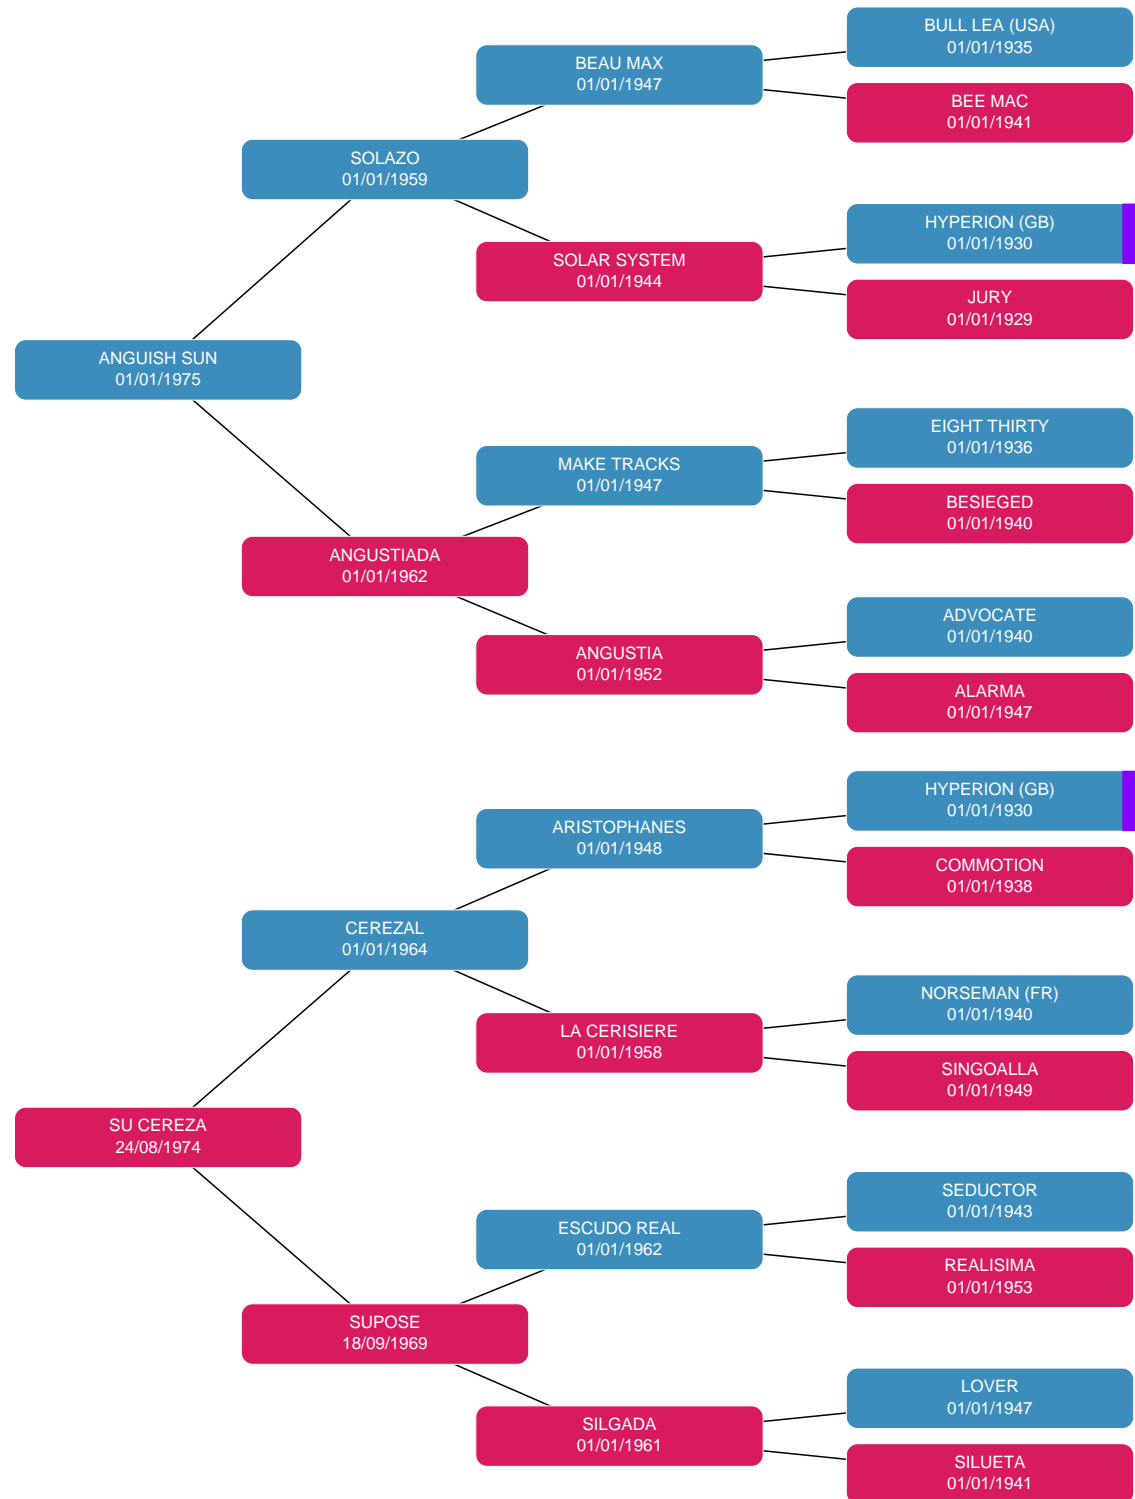 BULL LEA (USA)
01/01/1935
BEAU MAX
01/01/1947
BEE MAC
01/01/1941
SOLAZO
01/01/1959
HYPERION (GB)
01/01/1930
SOLAR SYSTEM
01/01/1944
JURY
01/01/1929
ANGUISH SUN
01/01/1975
EIGHT THIRTY
01/01/1936
MAKE TRACKS
01/01/1947
BESIEGED
01/01/1940
ANGUSTIADA
01/01/1962
ADVOCATE
01/01/1940
ANGUSTIA
01/01/1952
ALARMA
01/01/1947
HYPERION (GB)
01/01/1930
ARISTOPHANES
01/01/1948
COMMOTION
01/01/1938
CEREZAL
01/01/1964
NORSEMAN (FR)
01/01/1940
LA CERISIERE
01/01/1958
SINGOALLA
01/01/1949
SU CEREZA
24/08/1974
SEDUCTOR
01/01/1943
ESCUDO REAL
01/01/1962
REALISIMA
01/01/1953
SUPOSE
18/09/1969
LOVER
01/01/1947
SILGADA
01/01/1961
SILUETA
01/01/1941